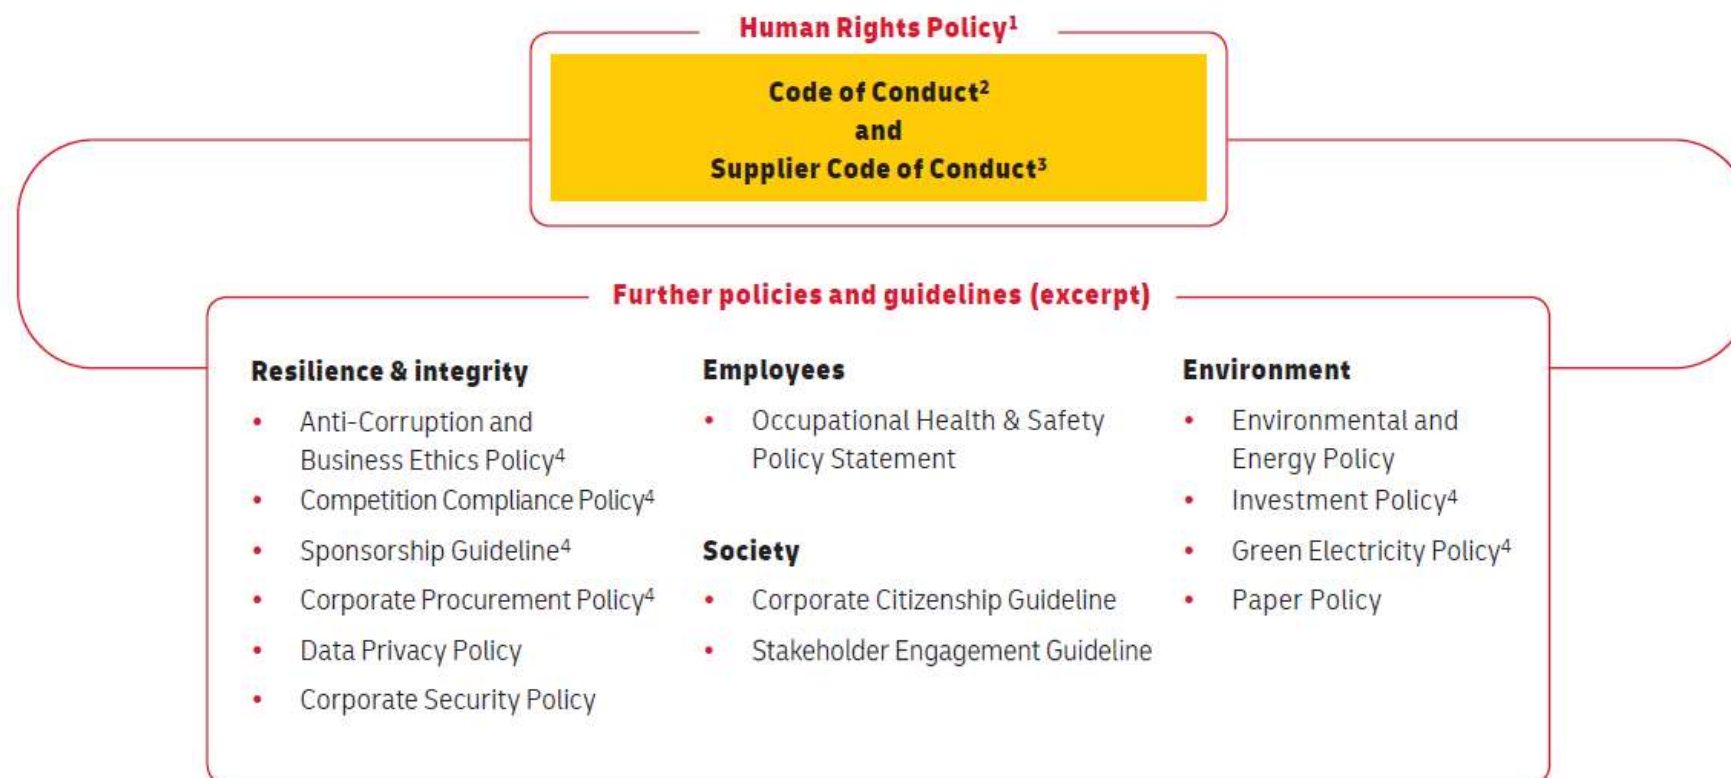 Human Rights Policy¹
Code of Conduct²
and
Supplier Code of Conduct³
Further policies and guidelines (excerpt)
Resilience & integrity
• Anti-Corruption and
Business Ethics Policy⁴
• Competition Compliance Policy⁴
• Sponsorship Guideline⁴
• Corporate Procurement Policy⁴
• Data Privacy Policy
• Corporate Security Policy
Employees
• Occupational Health & Safety
Policy Statement
Society
• Corporate Citizenship Guideline
• Stakeholder Engagement Guideline
Environment
• Environmental and
Energy Policy
• Investment Policy⁴
• Green Electricity Policy⁴
• Paper Policy